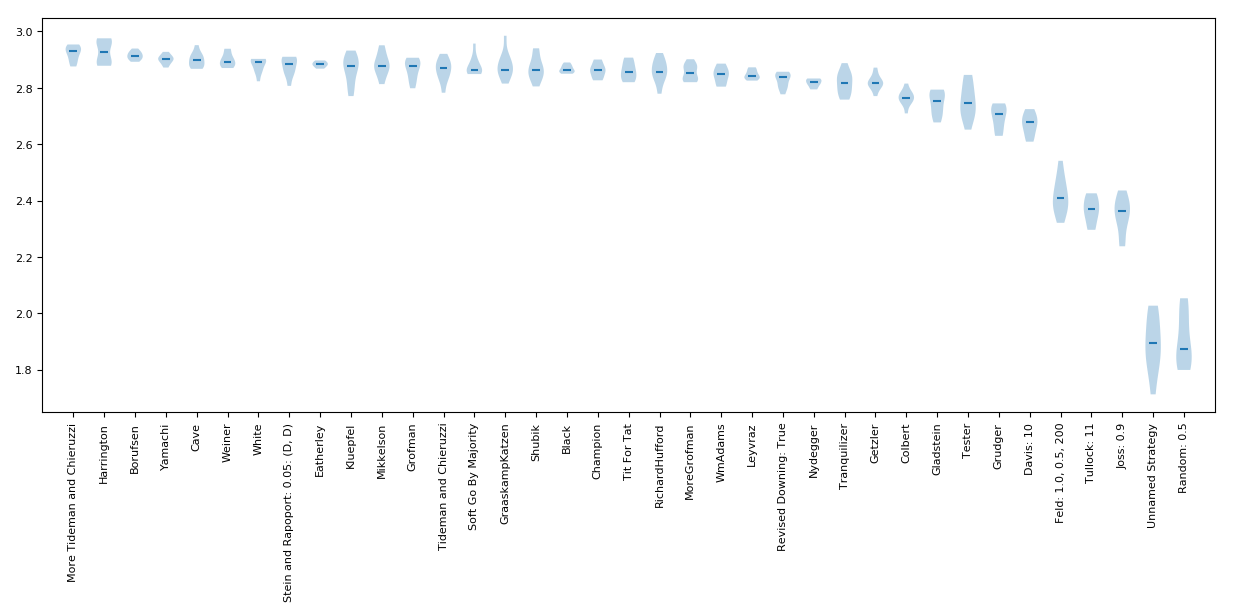 3.0
2.8
2.6
2.4
2.2
2.0
1.8
More Tideman and Chieruzzi
Harrington
Borufsen
Yamachi
Cave
Weiner
White
Stein and Rapoport: 0.05: (D, D)
Eatherley
Kluepfel
Mikkelson
Grofman
Tideman and Chieruzzi
Soft Go By Majority
GraaskampKatzen
Shubik
Black
Champion
Tit For Tat
RichardHufford
MoreGrofman
WmAdams
Leyvraz
Revised Downing: True
Nydegger
Tranquilizer
Getzler
Colbert
Gladstein
Tester
Grudger
Davis: 10
Feld: 1.0, 0.5, 200
Tullock: 11
Joss: 0.9
Unnamed Strategy
Random: 0.5